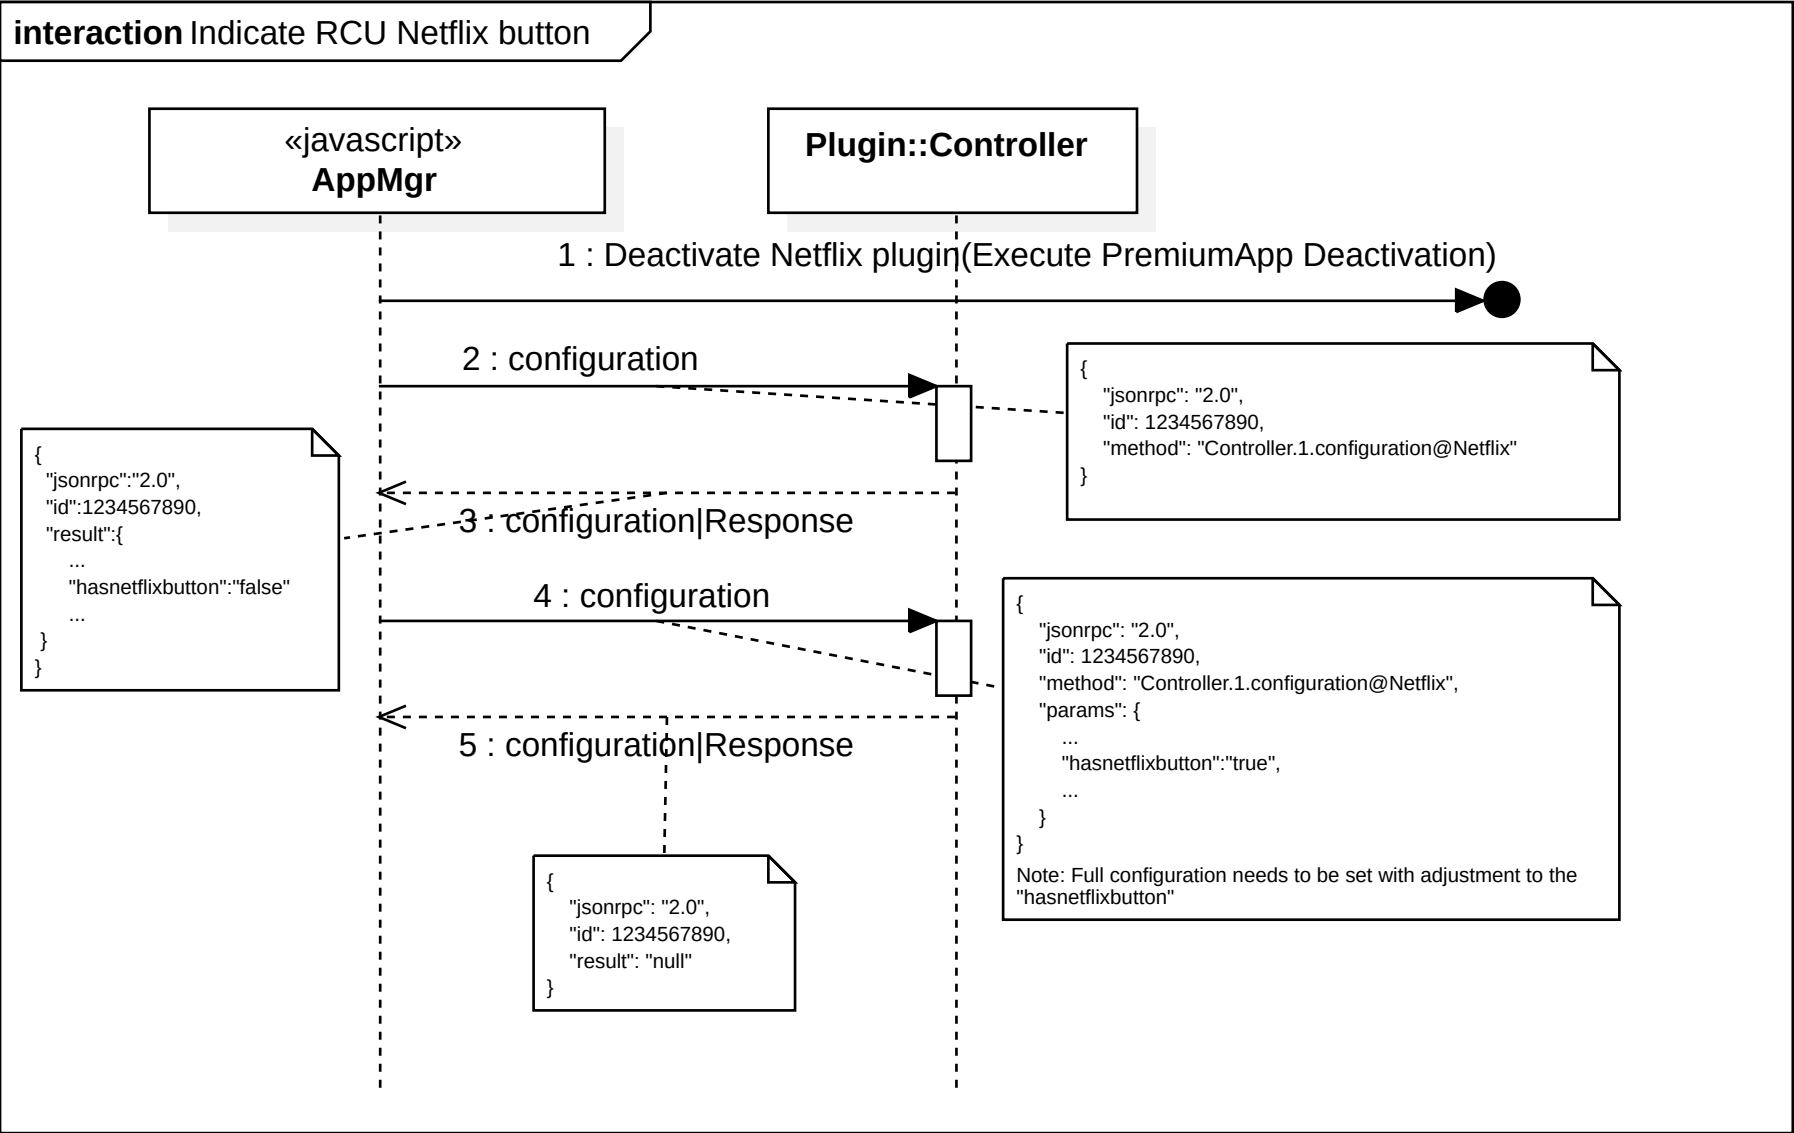 interaction Indicate RCU Netflix button
«javascript»
AppMgr
Plugin::Controller
1 : Deactivate Netflix plugin(Execute PremiumApp Deactivation)
2 : configuration
{
"jsonrpc": "2.0",
"id": 1234567890,
"method": "Controller.1.configuration@Netflix"
}
{
"jsonrpc":"2.0",
"id":1234567890,
"result":{
...
"hasnetflixbutton":"false"
...
}
}
3 : configuration|Response
4 : configuration
{
"jsonrpc": "2.0",
"id": 1234567890,
"method": "Controller.1.configuration@Netflix",
"params": {
...
"hasnetflixbutton":"true",
...
}
}
Note: Full configuration needs to be set with adjustment to the
"hasnetflixbutton"
5 : configuration|Response
{
"jsonrpc": "2.0",
"id": 1234567890,
"result": "null"
}